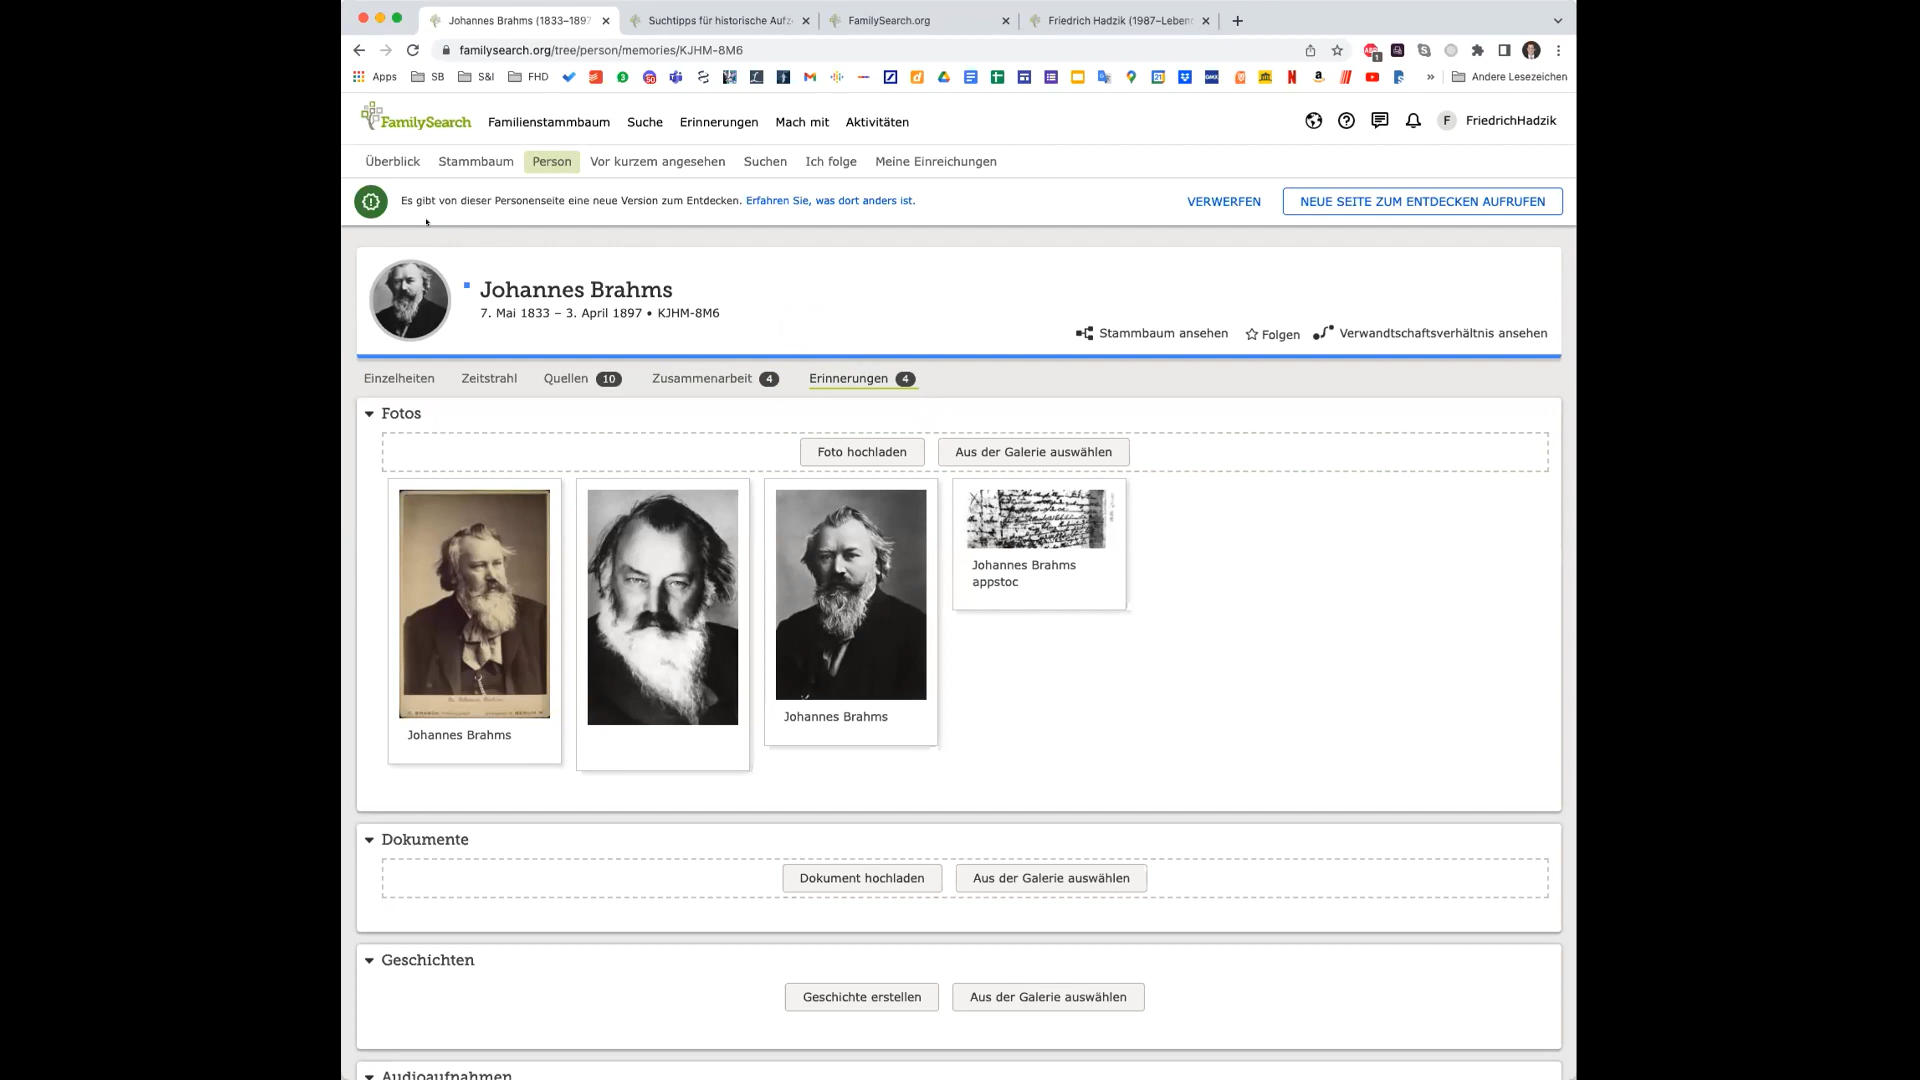 Johannes Brahms (1833–1897
Suchtipps für historische Aufz
FamilySearch.org
Friedrich Hadzik (1987–Lebend
familysearch.org/tree/person/memories/KJHM-8M6
Apps
SB
S&I
FHD
Andere Lesezeichen
FamilySearch
Familienstammbaum
Suche
Erinnerungen
Mach mit
Aktivitäten
F
FriedrichHadzik
Überblick
Stammbaum
Person
Vor kurzem angesehen
Suchen
Ich folge
Meine Einreichungen
Es gibt von dieser Personenseite eine neue Version zum Entdecken. Erfahren Sie, was dort anders ist.
VERWERFEN
NEUE SEITE ZUM ENTDECKEN AUFRUFEN
Johannes Brahms
7. Mai 1833 – 3. April 1897 • KJHM-8M6
Stammbaum ansehen
Folgen
Verwandtschaftsverhältnis ansehen
Einzelheiten
Zeitstrahl
Quellen 10
Zusammenarbeit 4
Erinnerungen 4
Fotos
Foto hochladen
Aus der Galerie auswählen
Johannes Brahms
Johannes Brahms
Johannes Brahms
appstoc
Dokumente
Dokument hochladen
Aus der Galerie auswählen
Geschichten
Geschichte erstellen
Aus der Galerie auswählen
Audioaufnahmen